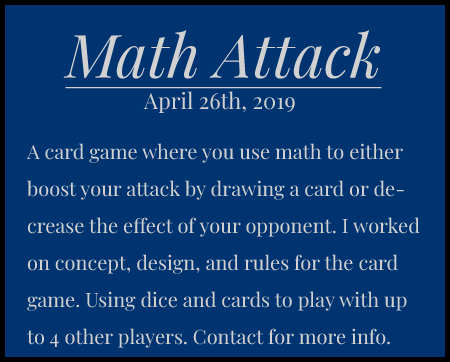 Math Attack
April 26th, 2019
A card game where you use math to either
boost your attack by drawing a card or de-
crease the effect of your opponent. I worked
on concept, design, and rules for the card
game. Using dice and cards to play with up
to 4 other players. Contact for more info.